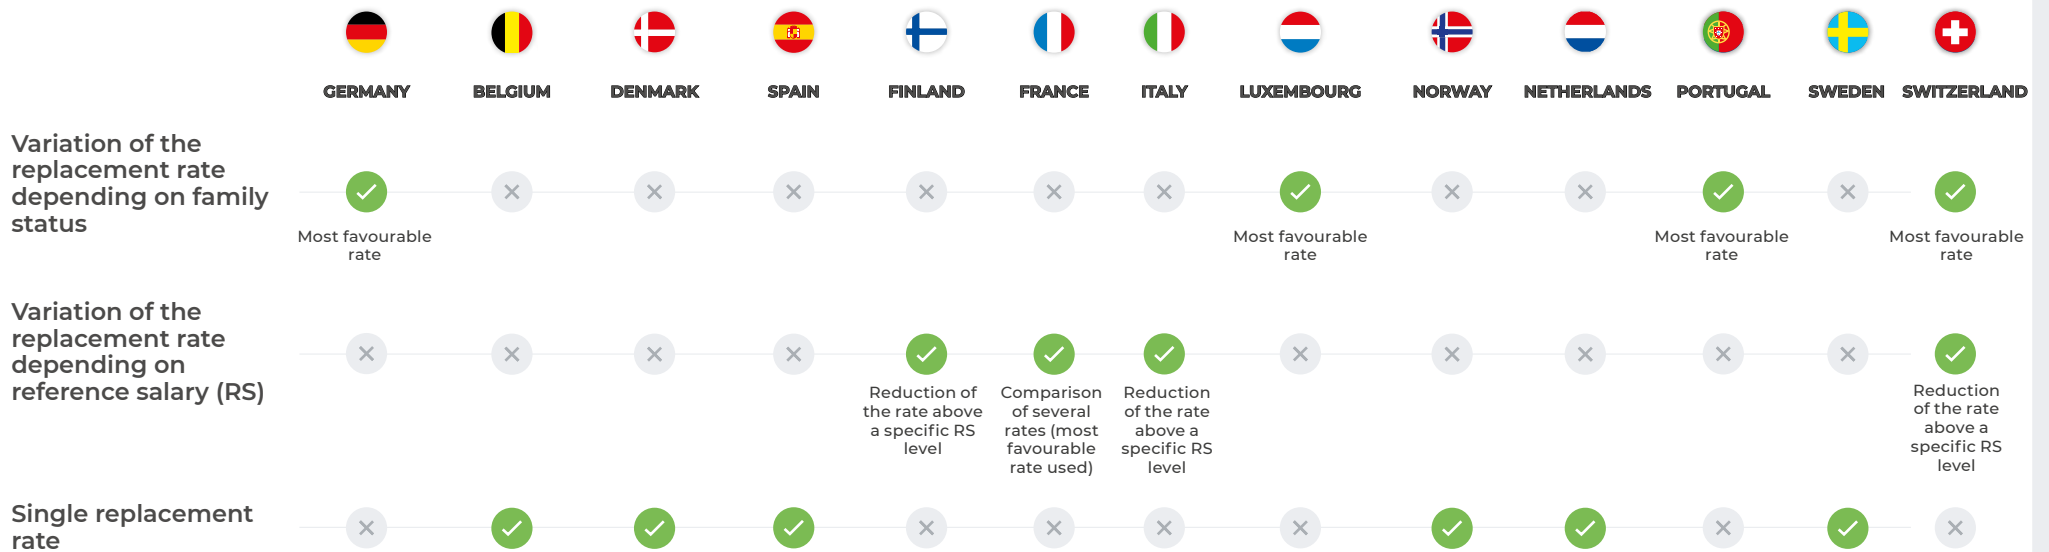 GERMANY BELGIUM DENMARK SPAIN FINLAND FRANCE ITALY LUXEMBOURG NORWAY NETHERLANDS PORTUGAL SWEDEN SWITZERLAND
Variation of the
replacement rate
depending on family
status
Most favourable
rate
Most favourable
rate
Most favourable
rate
Most favourable
rate
Variation of the
replacement rate
depending on
reference salary (RS)
Reduction of
the rate above
a specific RS
level
Comparison
of several
rates (most
favourable
rate used)
Reduction
of the rate
above a
specific RS
level
Reduction
of the rate
above a
specific RS
level
Single replacement
rate